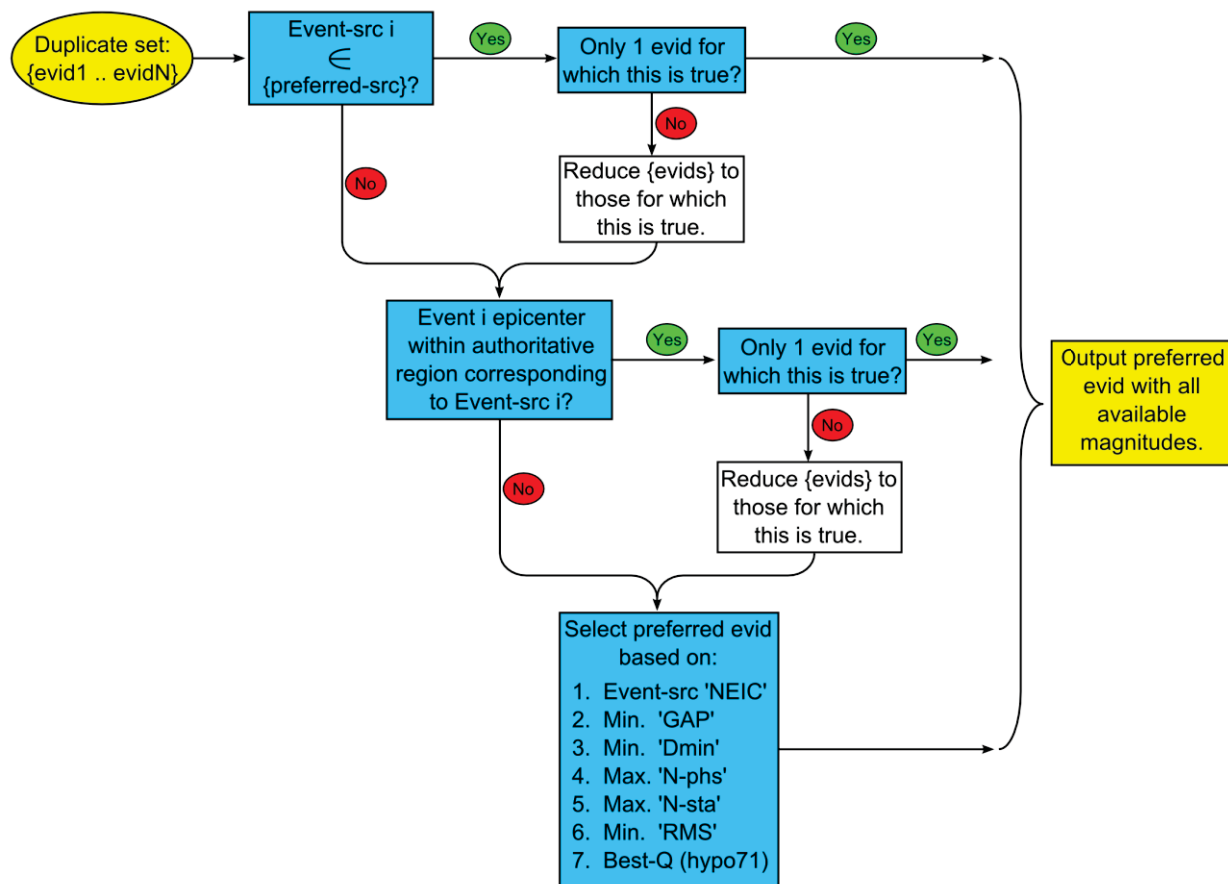 Duplicate set:
{evid1 .. evidN}
Event-src i
∈
{preferred-src}?
Yes
Only 1 evid for
which this is true?
Yes
No
No
Reduce {evids} to
those for which
this is true.
Event i epicenter
within authoritative
region corresponding
to Event-src i?
Yes
Only 1 evid for
which this is true?
Yes
No
No
Reduce {evids} to
those for which
this is true.
Select preferred evid
based on:
1. Event-src 'NEIC'
2. Min. 'GAP'
3. Min. 'Dmin'
4. Max. 'N-phs'
5. Max. 'N-sta'
6. Min. 'RMS'
7. Best-Q (hypo71)
Output preferred
evid with all
available
magnitudes.